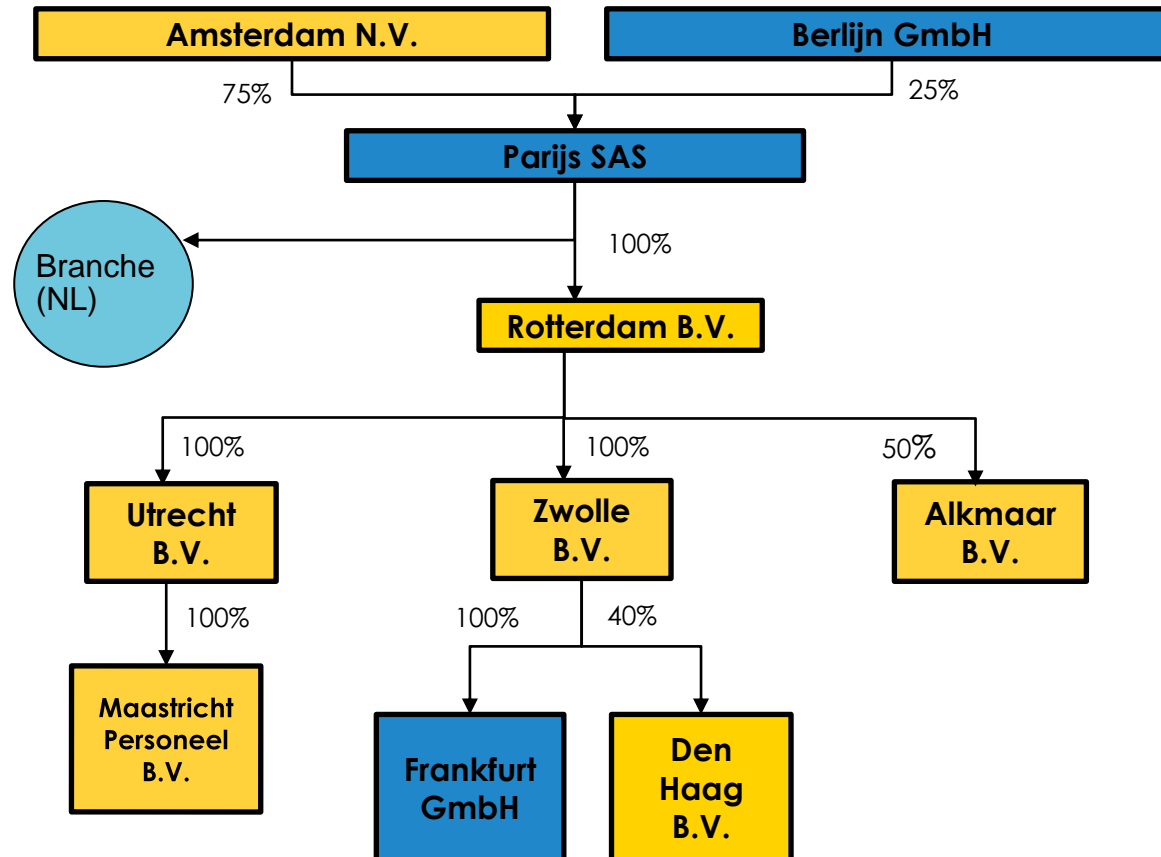 Amsterdam N.V.
Berlijn GmbH
75%
25%
Parijs SAS
Branche
(NL)
100%
Rotterdam B.V.
100%
100%
50%
Utrecht
B.V.
Zwolle
B.V.
Alkmaar
B.V.
100%
100%
40%
Maastricht
Personeel
B.V.
Frankfurt
GmbH
Den
Haag
B.V.